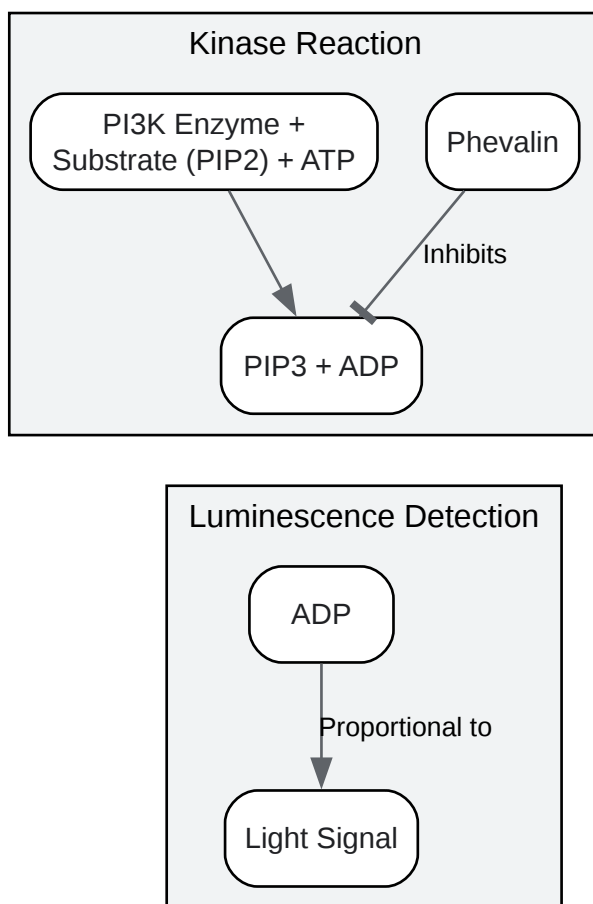 Kinase Reaction
PI3K Enzyme +
Substrate (PIP2) + ATP
Phevalin
Inhibits
PIP3 + ADP
Luminescence Detection
ADP
Proportional to
Light Signal